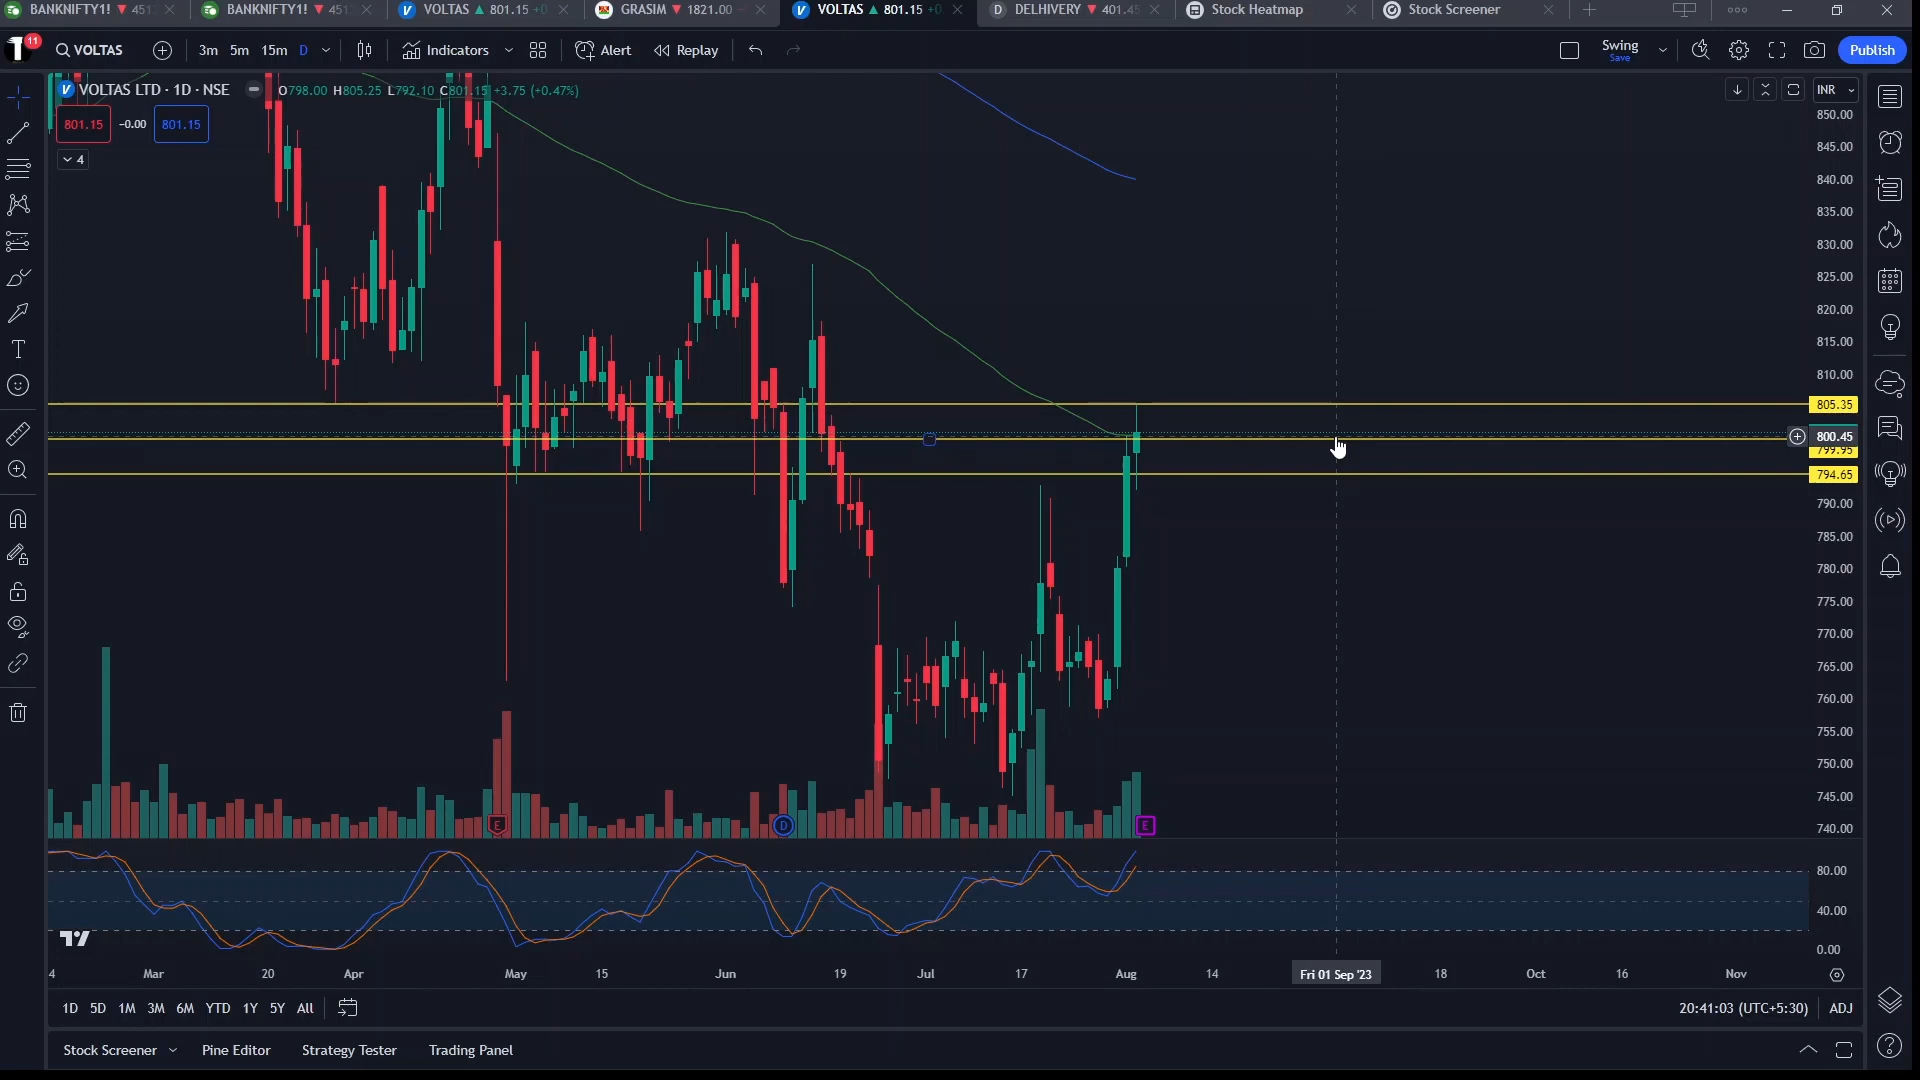 BANKNIFTY1! ▼ 451
BANKNIFTY1! ▼ 451
VOLTAS ▲ 801.15 +0
GRASIM ▼ 1821.00 −
VOLTAS ▲ 801.15 +0
D DELHIVERY ▼ 401.45
Stock Heatmap
Stock Screener
11
VOLTAS
3m 5m 15m D
Indicators
Alert
Replay
Swing
Save
Publish
VOLTAS LTD · 1D · NSE
O798.00 H805.25 L792.10 C801.15 +3.75 (+0.47%)
INR
801.15 -0.00 801.15
4
850.00
845.00
840.00
835.00
830.00
825.00
820.00
815.00
810.00
805.35
800.45
799.95
794.65
790.00
785.00
780.00
775.00
770.00
765.00
760.00
755.00
750.00
745.00
740.00
E D E
80.00
40.00
0.00
4 Mar 20 Apr May 15 Jun 19 Jul 17 Aug 14 Fri 01 Sep '23 18 Oct 16 Nov
1D 5D 1M 3M 6M YTD 1Y 5Y All
20:41:03 (UTC+5:30) ADJ
Stock Screener Pine Editor Strategy Tester Trading Panel